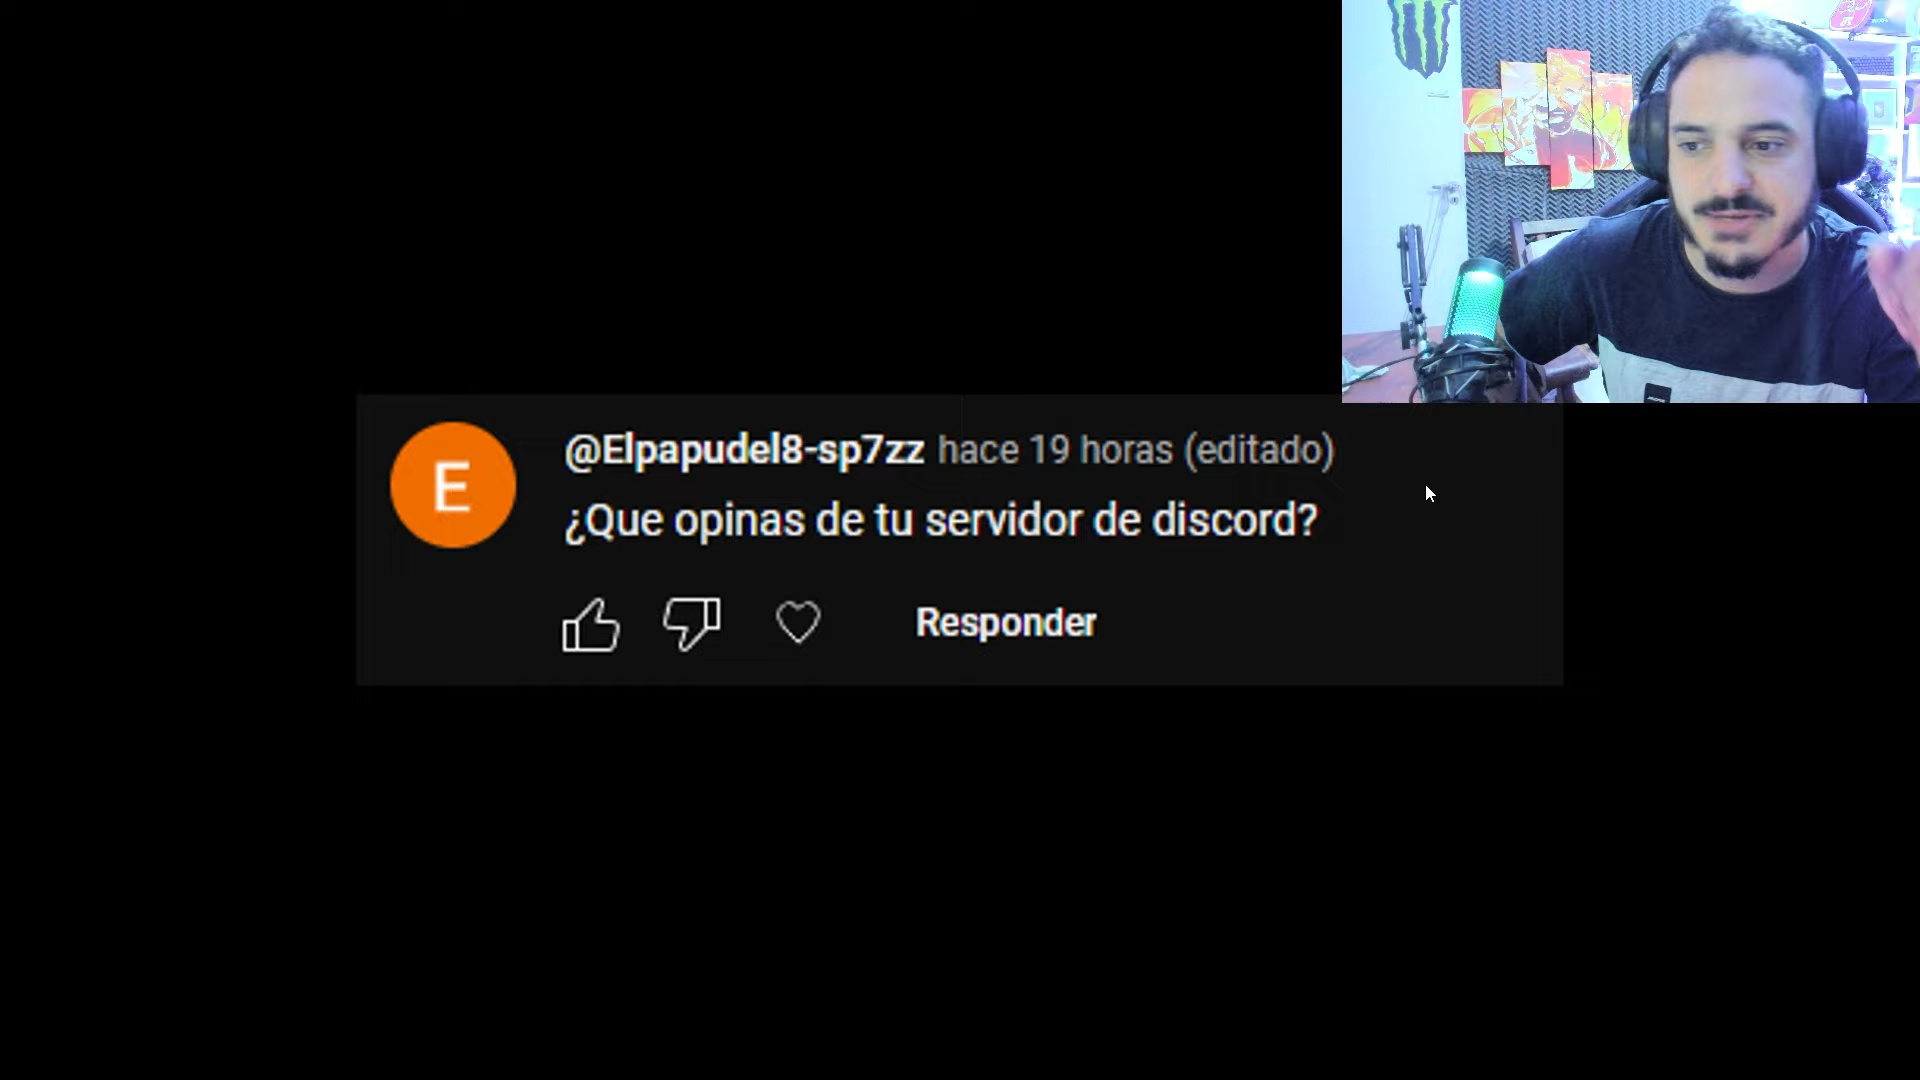 @Elpapudel8-sp7zz hace 19 horas (editado)
E
¿Que opinas de tu servidor de discord?
Responder